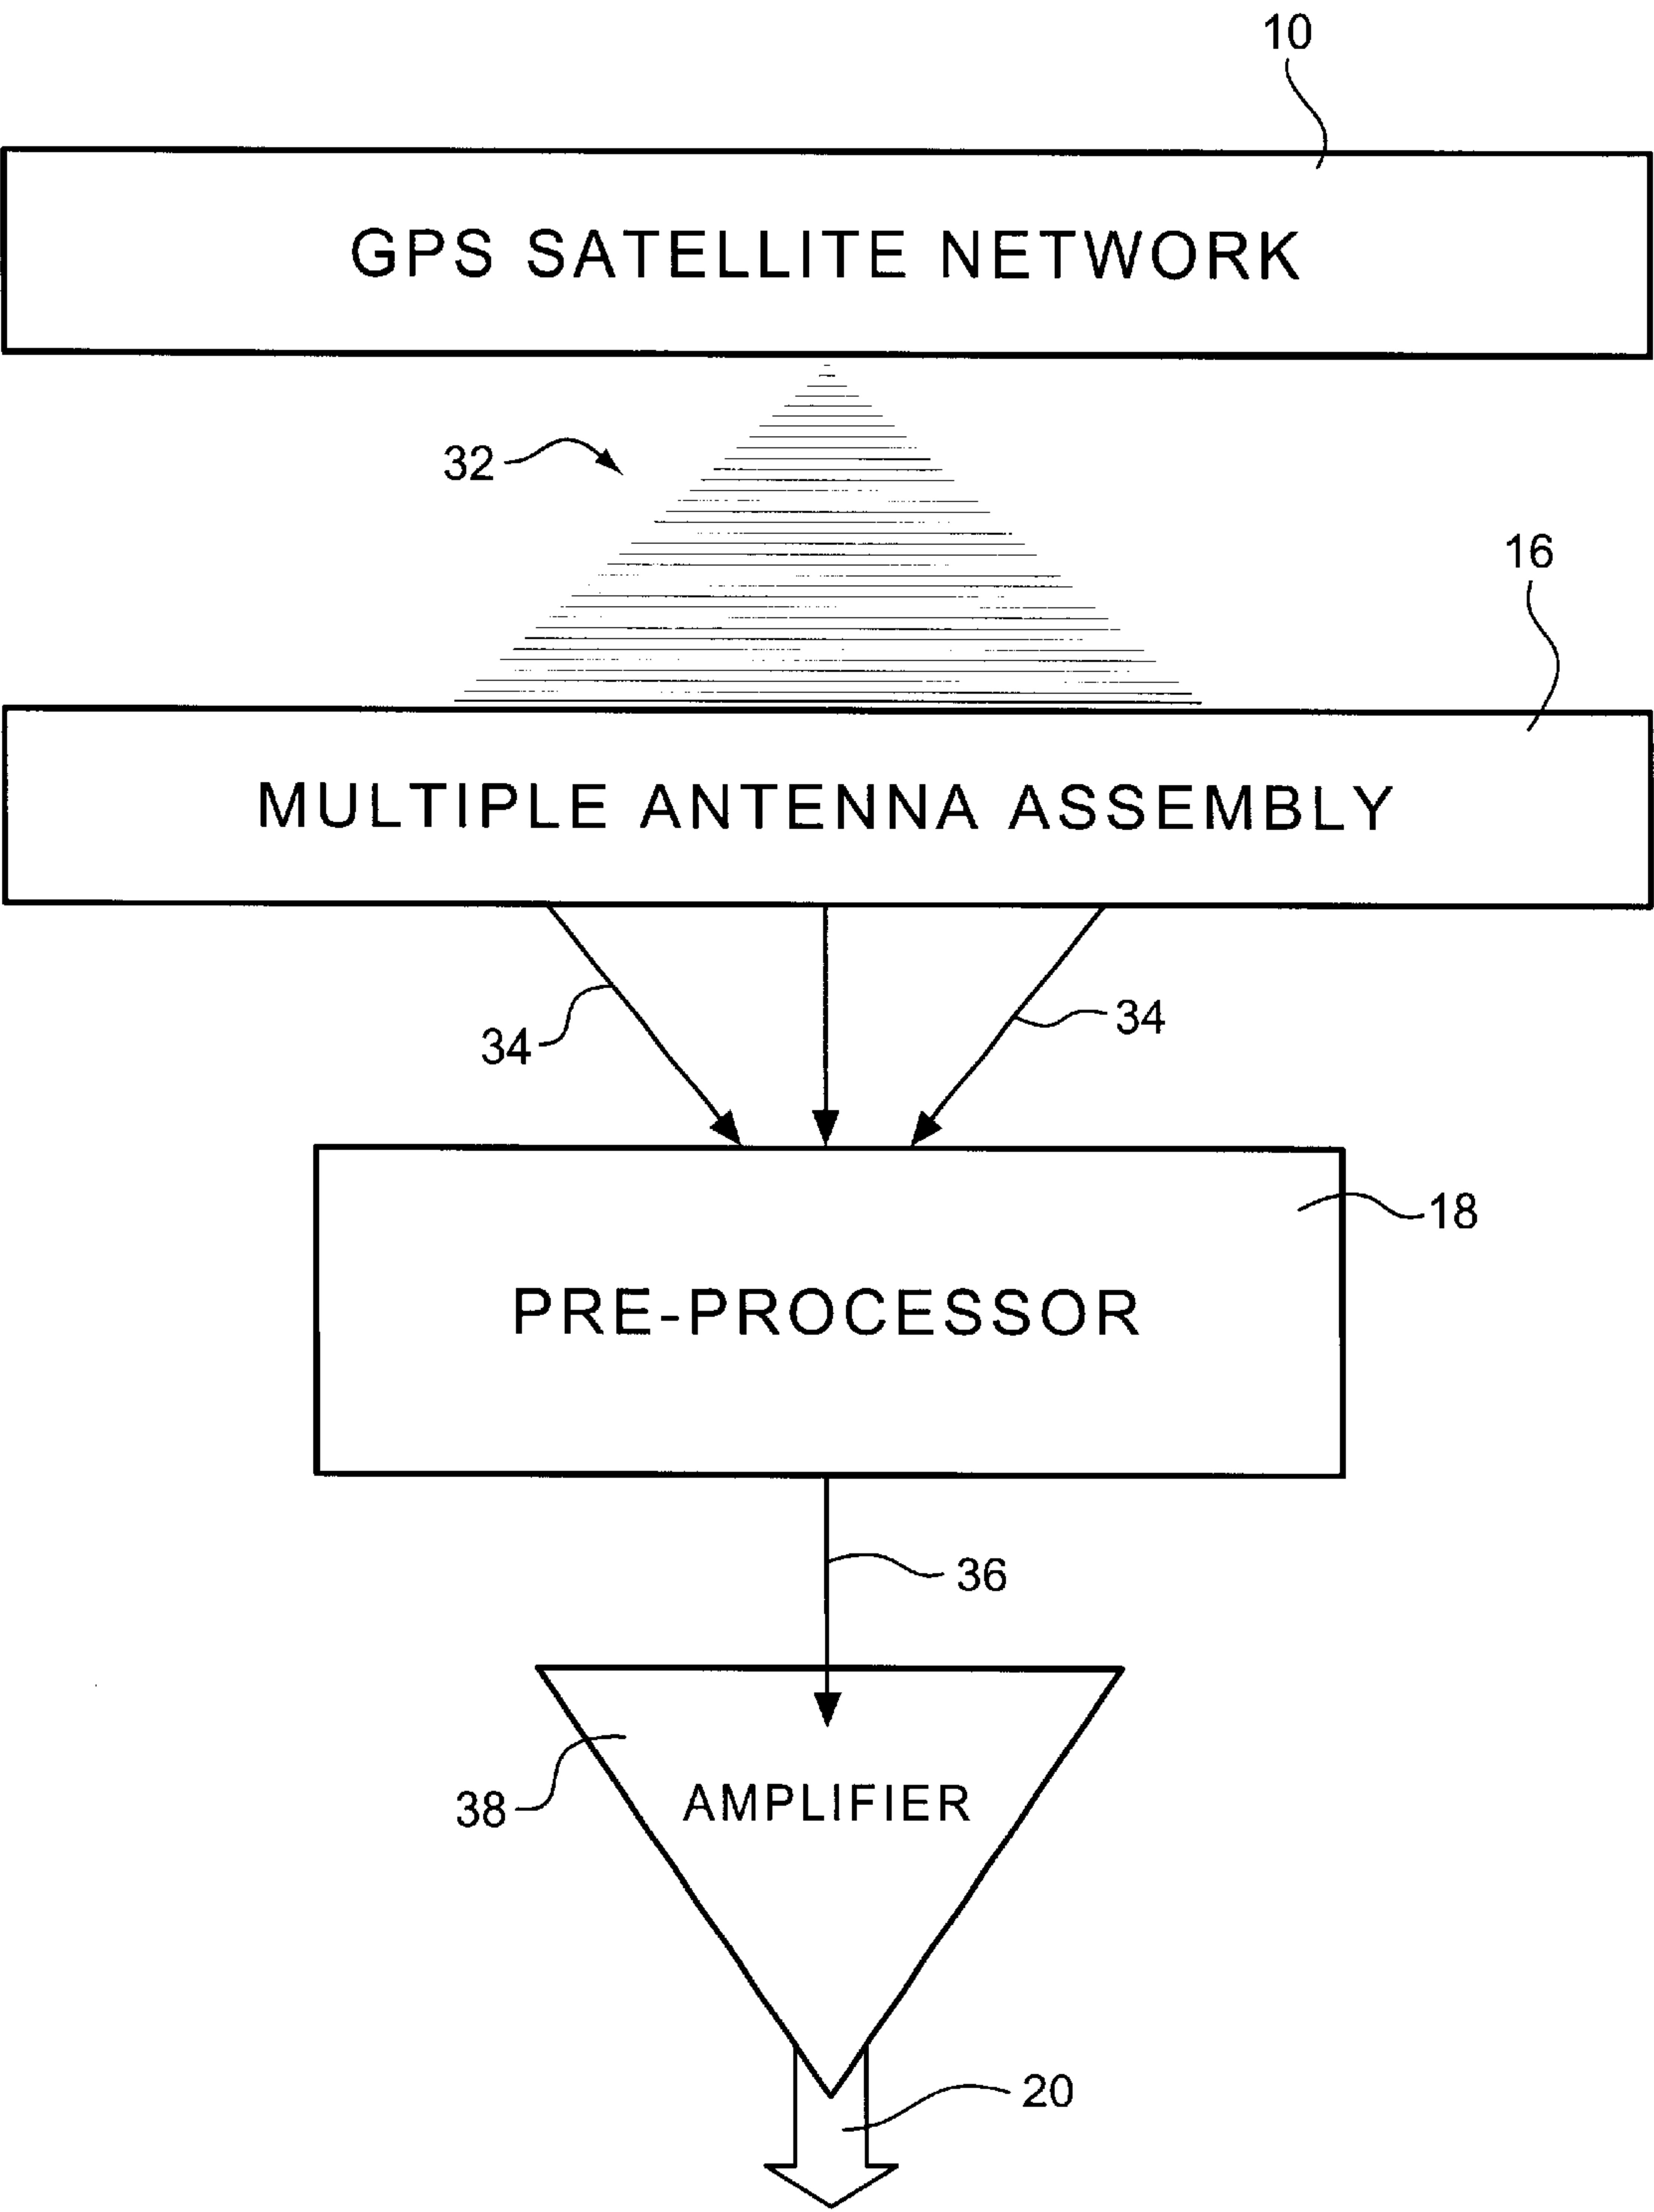 10
GPS SATELLITE NETWORK
32
16
MULTIPLE ANTENNA ASSEMBLY
34
34
18
PRE-PROCESSOR
36
38
AMPLIFIER
20